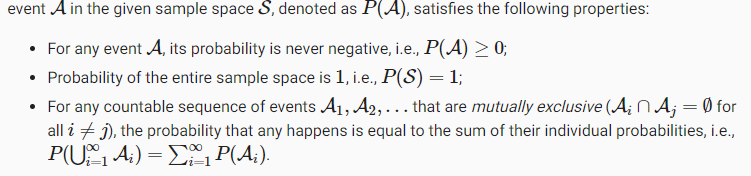 event 𝒜 in the given sample space 𝒮, denoted as P(𝒜), satisfies the following properties:
• For any event 𝒜, its probability is never negative, i.e., P(𝒜) ≥ 0;
• Probability of the entire sample space is 1, i.e., P(𝒮) = 1;
• For any countable sequence of events 𝒜₁, 𝒜₂, … that are mutually exclusive (𝒜ᵢ ∩ 𝒜ⱼ = ∅ for
all i ≠ j), the probability that any happens is equal to the sum of their individual probabilities, i.e.,
P(⋃ᵢ₌₁^∞ 𝒜ᵢ) = ∑ᵢ₌₁^∞ P(𝒜ᵢ).